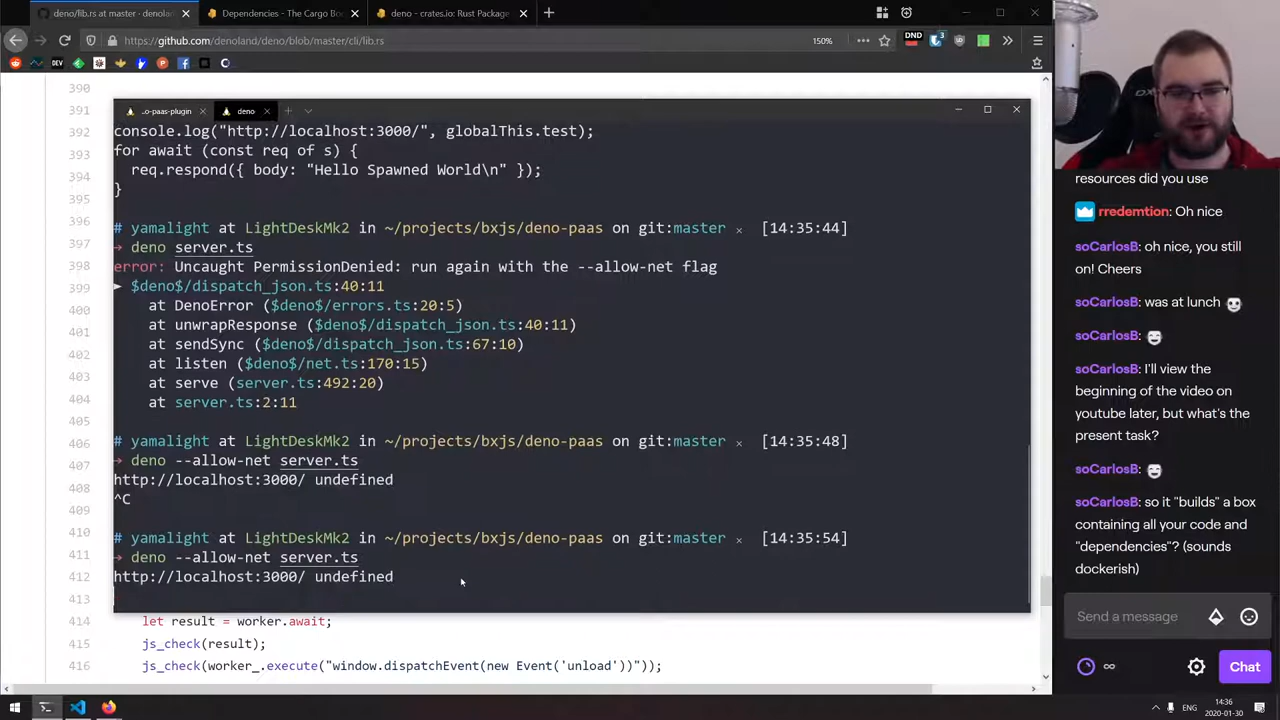 deno/lib.rs at master · denolan
Dependencies - The Cargo Bo
deno - crates.io: Rust Package
https://github.com/denoland/deno/blob/master/cli/lib.rs
150%
DND
3
DEV
390
391
392
393
394
395
396
397
398
399
400
401
402
403
404
405
406
407
408
409
410
411
412
413
414
415
416
..o-paas-plugin
deno
console.log("http://localhost:3000/", globalThis.test);
for await (const req of s) {
req.respond({ body: "Hello Spawned World\n" });
}
# yamalight at LightDeskMk2 in ~/projects/bxjs/deno-paas on git:master × [14:35:44]
→ deno server.ts
error: Uncaught PermissionDenied: run again with the --allow-net flag
► $deno$/dispatch_json.ts:40:11
at DenoError ($deno$/errors.ts:20:5)
at unwrapResponse ($deno$/dispatch_json.ts:40:11)
at sendSync ($deno$/dispatch_json.ts:67:10)
at listen ($deno$/net.ts:170:15)
at serve (server.ts:492:20)
at server.ts:2:11
# yamalight at LightDeskMk2 in ~/projects/bxjs/deno-paas on git:master × [14:35:48]
→ deno --allow-net server.ts
http://localhost:3000/ undefined
^C
# yamalight at LightDeskMk2 in ~/projects/bxjs/deno-paas on git:master × [14:35:54]
→ deno --allow-net server.ts
http://localhost:3000/ undefined
let result = worker.await;
js_check(result);
js_check(worker_.execute("window.dispatchEvent(new Event('unload'))"));
resources did you use
rredemtion: Oh nice
soCarlosB: oh nice, you still
on! Cheers
soCarlosB: was at lunch
soCarlosB:
soCarlosB: I'll view the
beginning of the video on
youtube later, but what's the
present task?
soCarlosB:
soCarlosB: so it "builds" a box
containing all your code and
"dependencies"? (sounds
dockerish)
Send a message
∞
Chat
ENG
14:36
2020-01-30